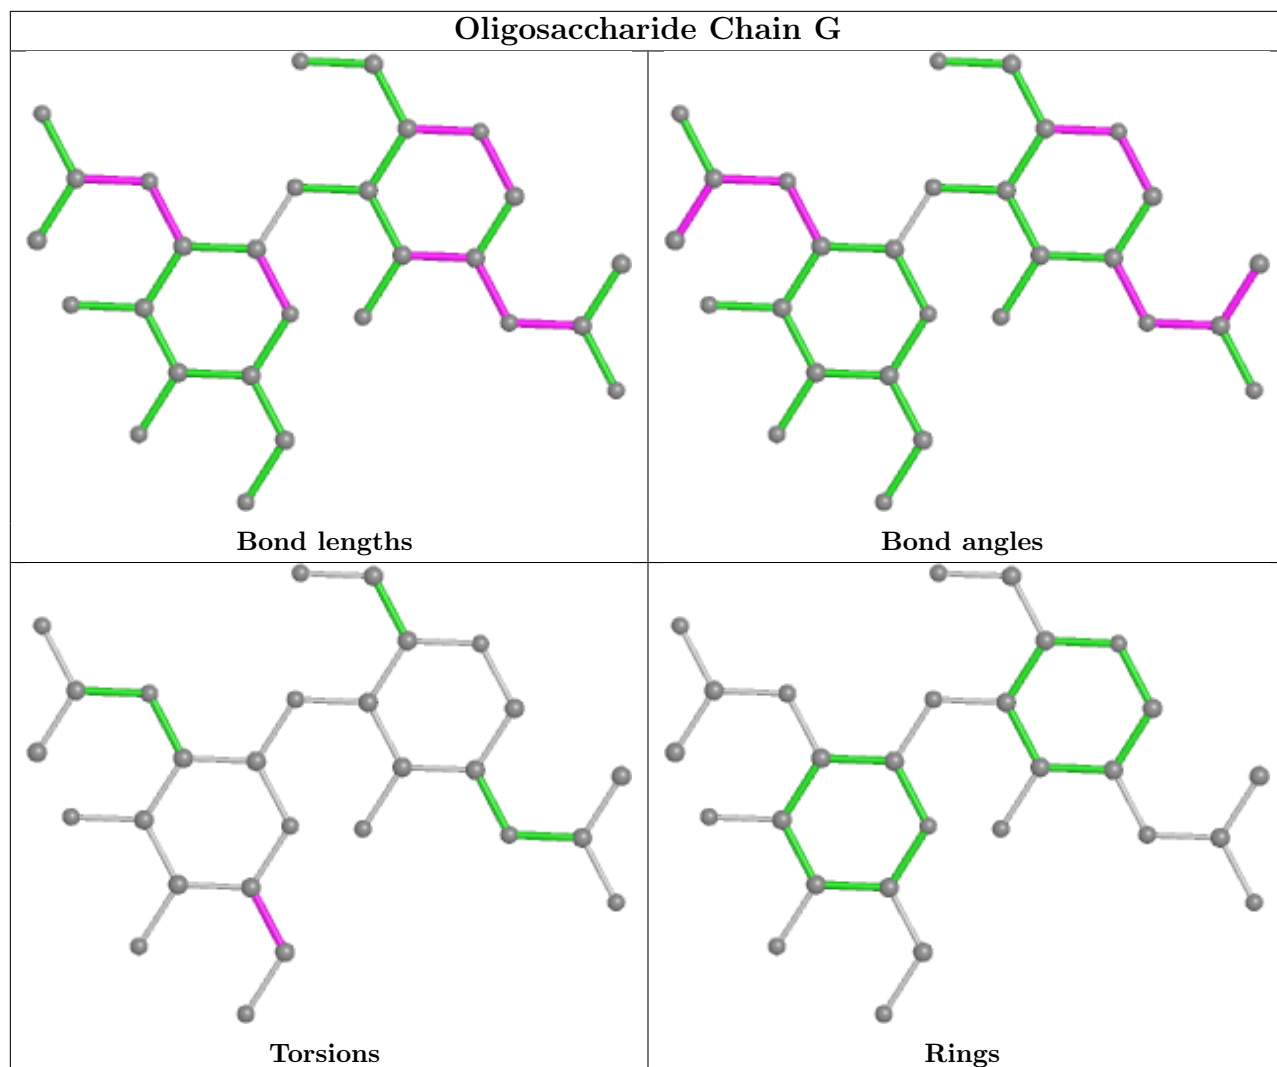 Oligosaccharide Chain G
Bond lengths
Bond angles
Torsions
Rings